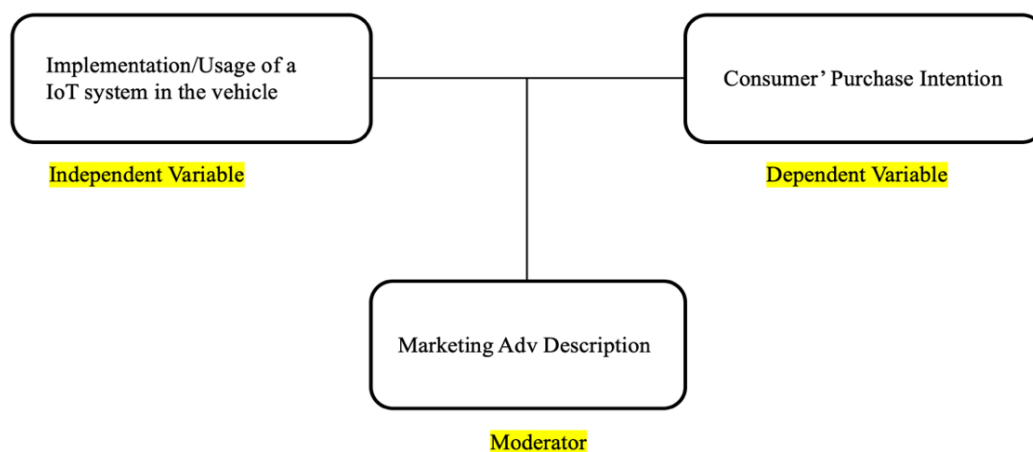 Implementation/Usage of a
IoT system in the vehicle
Consumer’ Purchase Intention
Independent Variable
Dependent Variable
Marketing Adv Description
Moderator